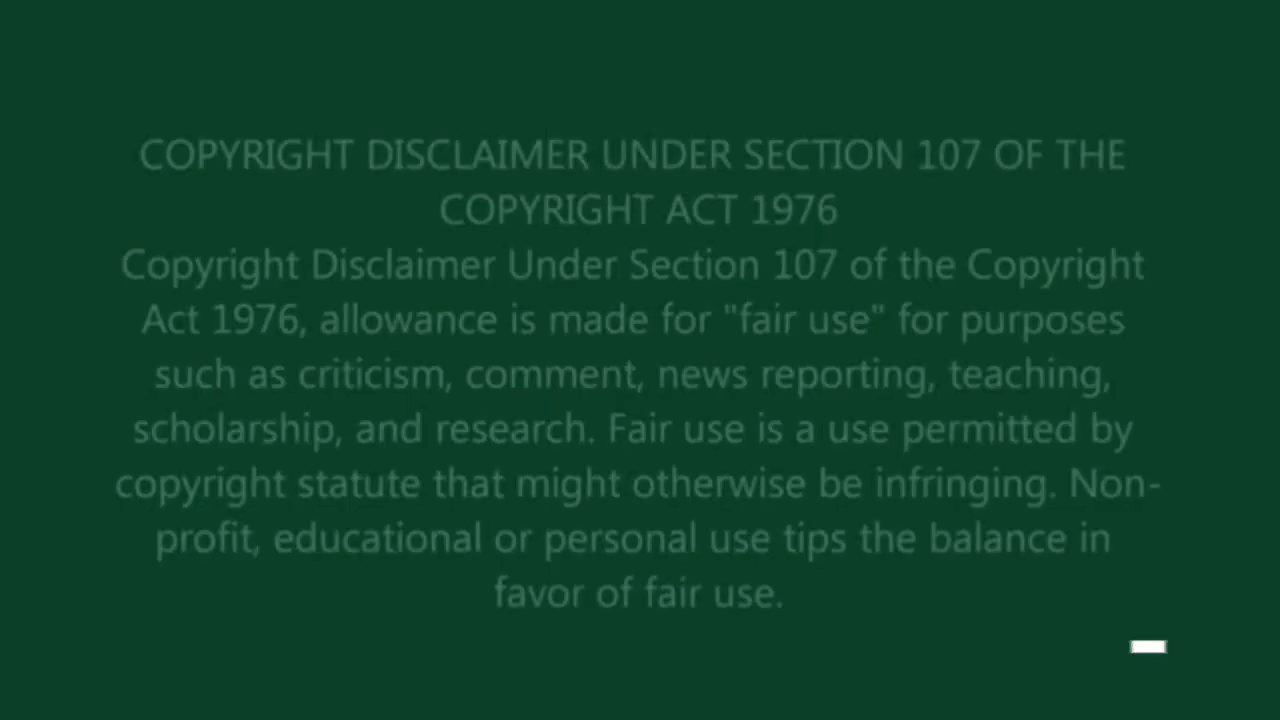 COPYRIGHT DISCLAIMER UNDER SECTION 107 OF THE
COPYRIGHT ACT 1976
Copyright Disclaimer Under Section 107 of the Copyright
Act 1976, allowance is made for "fair use" for purposes
such as criticism, comment, news reporting, teaching,
scholarship, and research. Fair use is a use permitted by
copyright statute that might otherwise be infringing. Non-
profit, educational or personal use tips the balance in
favor of fair use.